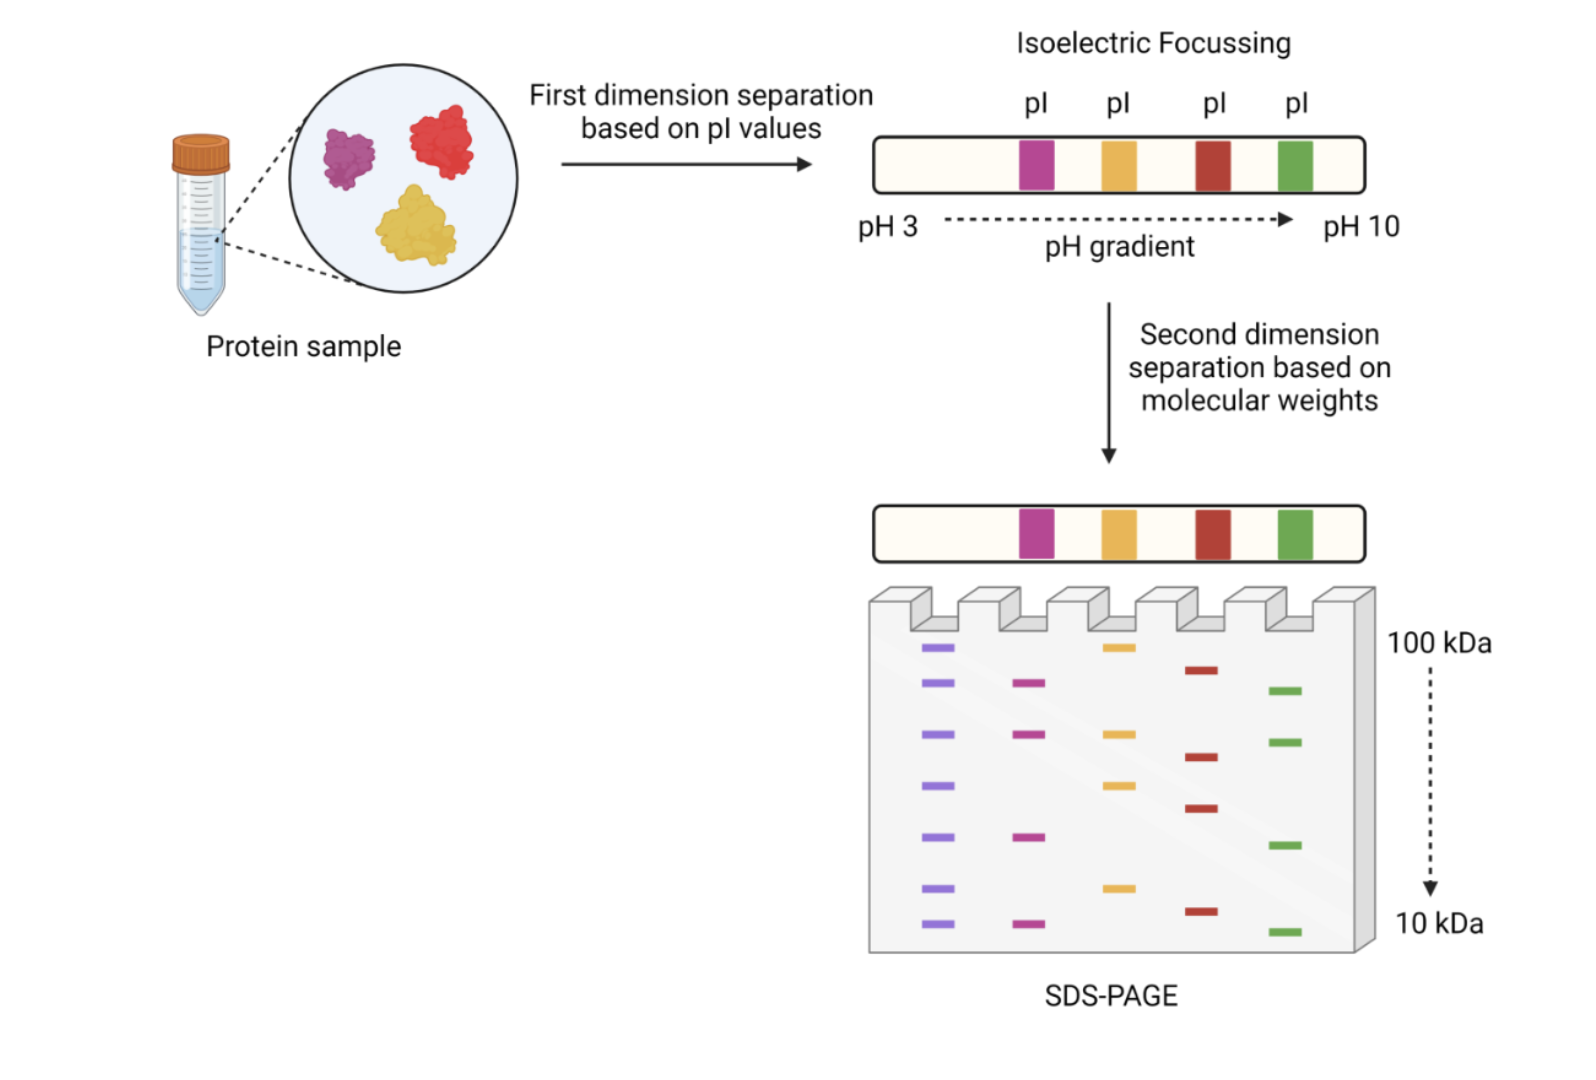 Isoelectric Focussing
First dimension separation
based on pI values
pI pI pI pI
pH 3
pH gradient
pH 10
Protein sample
Second dimension
separation based on
molecular weights
100 kDa
10 kDa
SDS-PAGE